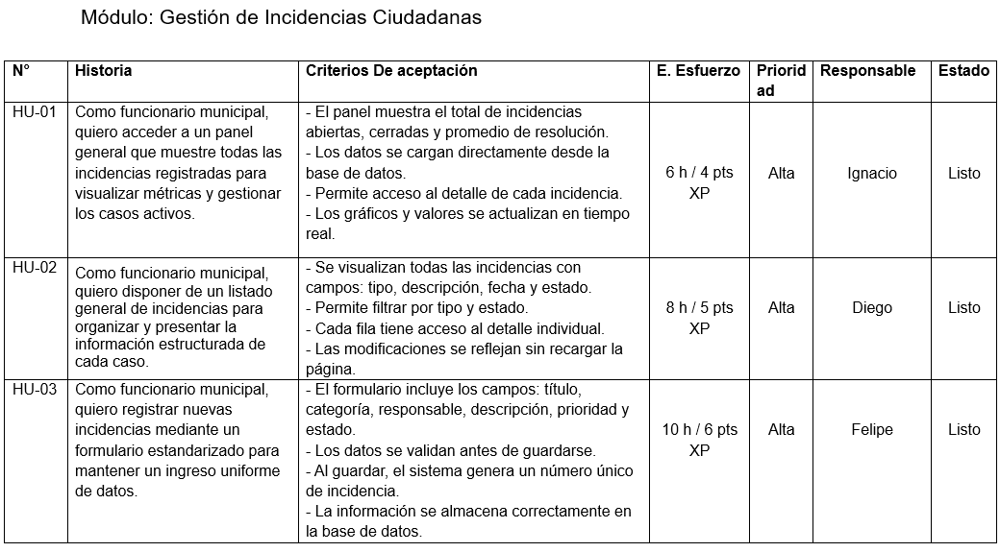 Módulo: Gestión de Incidencias Ciudadanas
N°
Historia
Criterios De aceptación
E. Esfuerzo
Priorid
ad
Responsable
Estado
HU-01
Como funcionario municipal,
quiero acceder a un panel
general que muestre todas las
incidencias registradas para
visualizar métricas y gestionar
los casos activos.
- El panel muestra el total de incidencias
abiertas, cerradas y promedio de resolución.
- Los datos se cargan directamente desde la
base de datos.
- Permite acceso al detalle de cada incidencia.
- Los gráficos y valores se actualizan en tiempo
real.
6 h / 4 pts
XP
Alta
Ignacio
Listo
HU-02
Como funcionario municipal,
quiero disponer de un listado
general de incidencias para
organizar y presentar la
información estructurada de
cada caso.
- Se visualizan todas las incidencias con
campos: tipo, descripción, fecha y estado.
- Permite filtrar por tipo y estado.
- Cada fila tiene acceso al detalle individual.
- Las modificaciones se reflejan sin recargar la
página.
8 h / 5 pts
XP
Alta
Diego
Listo
HU-03
Como funcionario municipal,
quiero registrar nuevas
incidencias mediante un
formulario estandarizado para
mantener un ingreso uniforme
de datos.
- El formulario incluye los campos: título,
categoría, responsable, descripción, prioridad y
estado.
- Los datos se validan antes de guardarse.
- Al guardar, el sistema genera un número único
de incidencia.
- La información se almacena correctamente en
la base de datos.
10 h / 6 pts
XP
Alta
Felipe
Listo